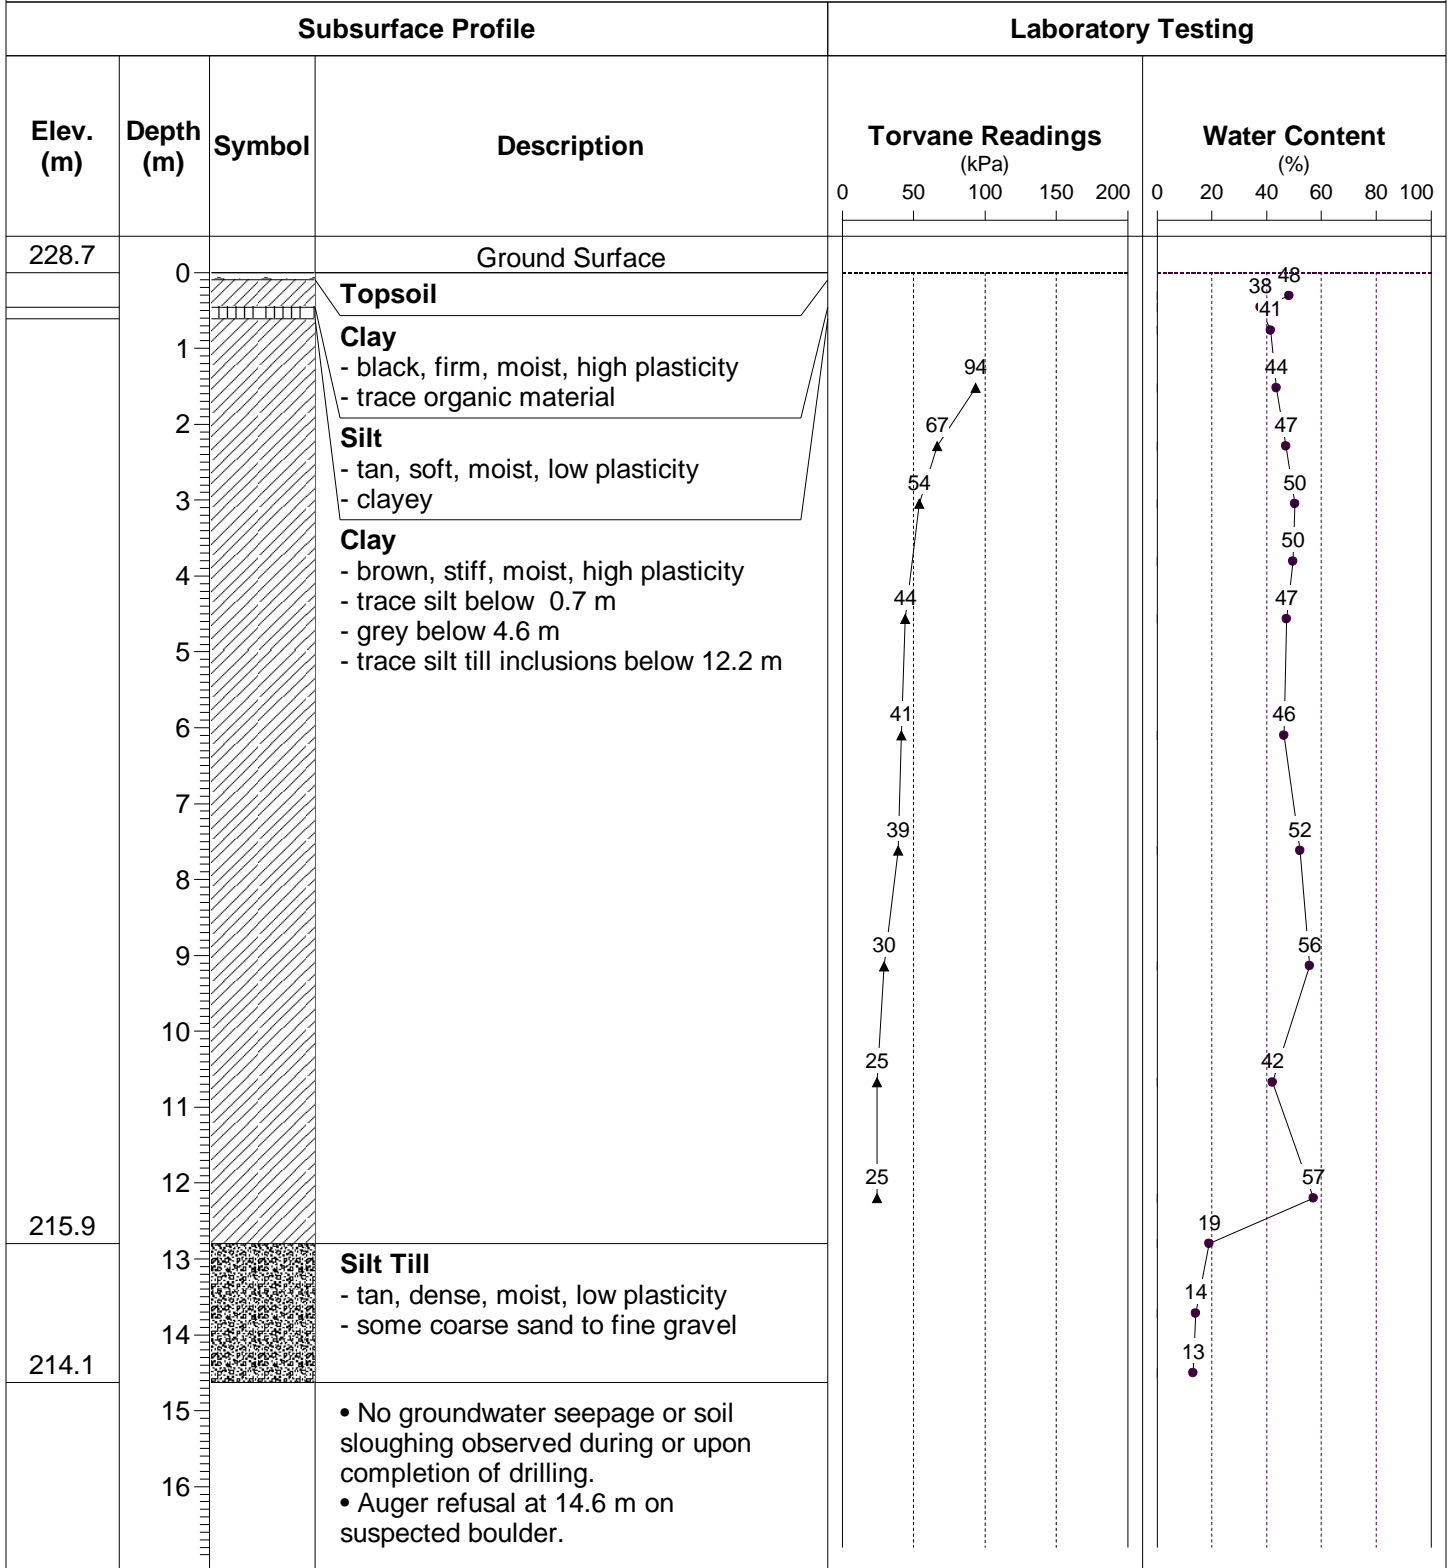 Subsurface Profile
Laboratory Testing
Elev.
(m)
Depth
(m)
Symbol
Description
Torvane Readings
(kPa)
0 50 100 150 200
Water Content
(%)
0 20 40 60 80 100
228.7
Ground Surface
0
1
2
3
4
5
6
7
8
9
10
11
12
13
14
15
16
215.9
214.1
Topsoil
Clay
- black, firm, moist, high plasticity
- trace organic material
Silt
- tan, soft, moist, low plasticity
- clayey
Clay
- brown, stiff, moist, high plasticity
- trace silt below  0.7 m
- grey below 4.6 m
- trace silt till inclusions below 12.2 m
Silt Till
- tan, dense, moist, low plasticity
- some coarse sand to fine gravel
• No groundwater seepage or soil
sloughing observed during or upon
completion of drilling.
• Auger refusal at 14.6 m on
suspected boulder.
94
67
54
44
41
39
30
25
25
48
38
41
44
47
50
50
47
46
52
56
42
57
19
14
13